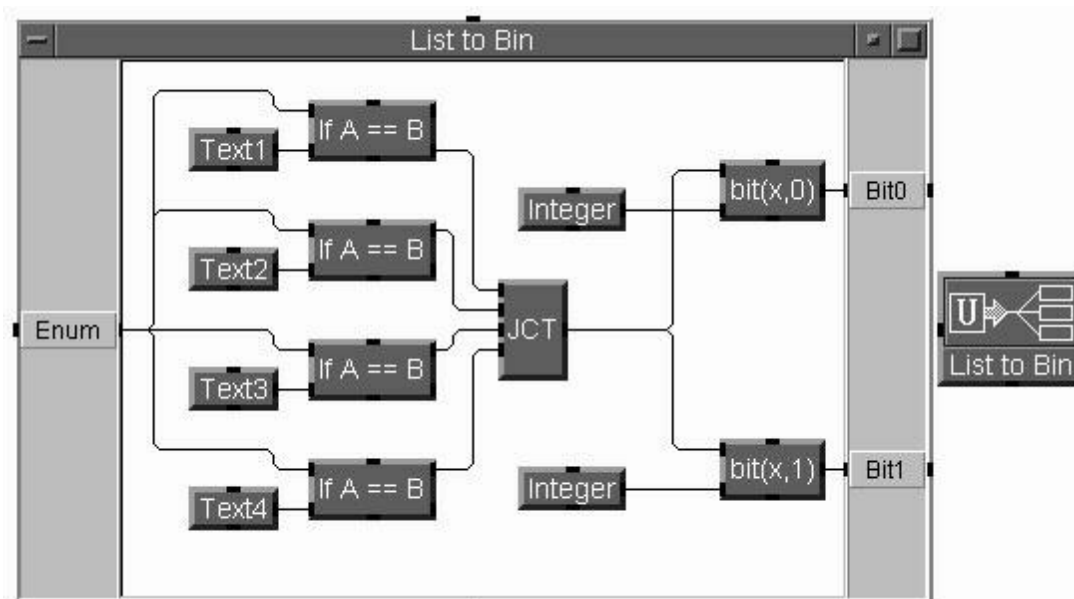 List to Bin
If A == B
Text1
bit(x,0)
Bit0
Integer
If A == B
Text2
Enum
JCT
U
List to Bin
If A == B
Text3
If A == B
bit(x,1)
Bit1
Integer
Text4